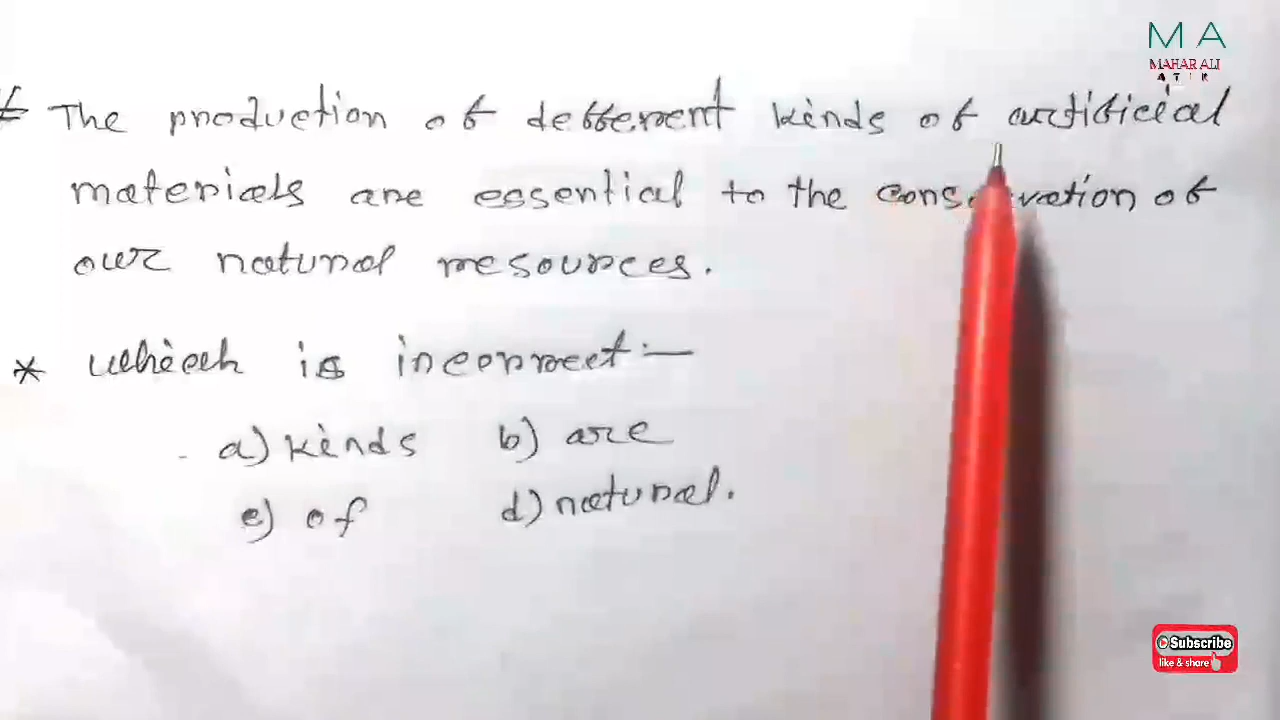 The production of different kinds of artificial
materials are essential to the conservation of
our natural resources.
* Which is incorrect:—
a) kinds b) are
c) of d) natural.
M A
MAHAR ALI
ATIK
Subscribe
like & share